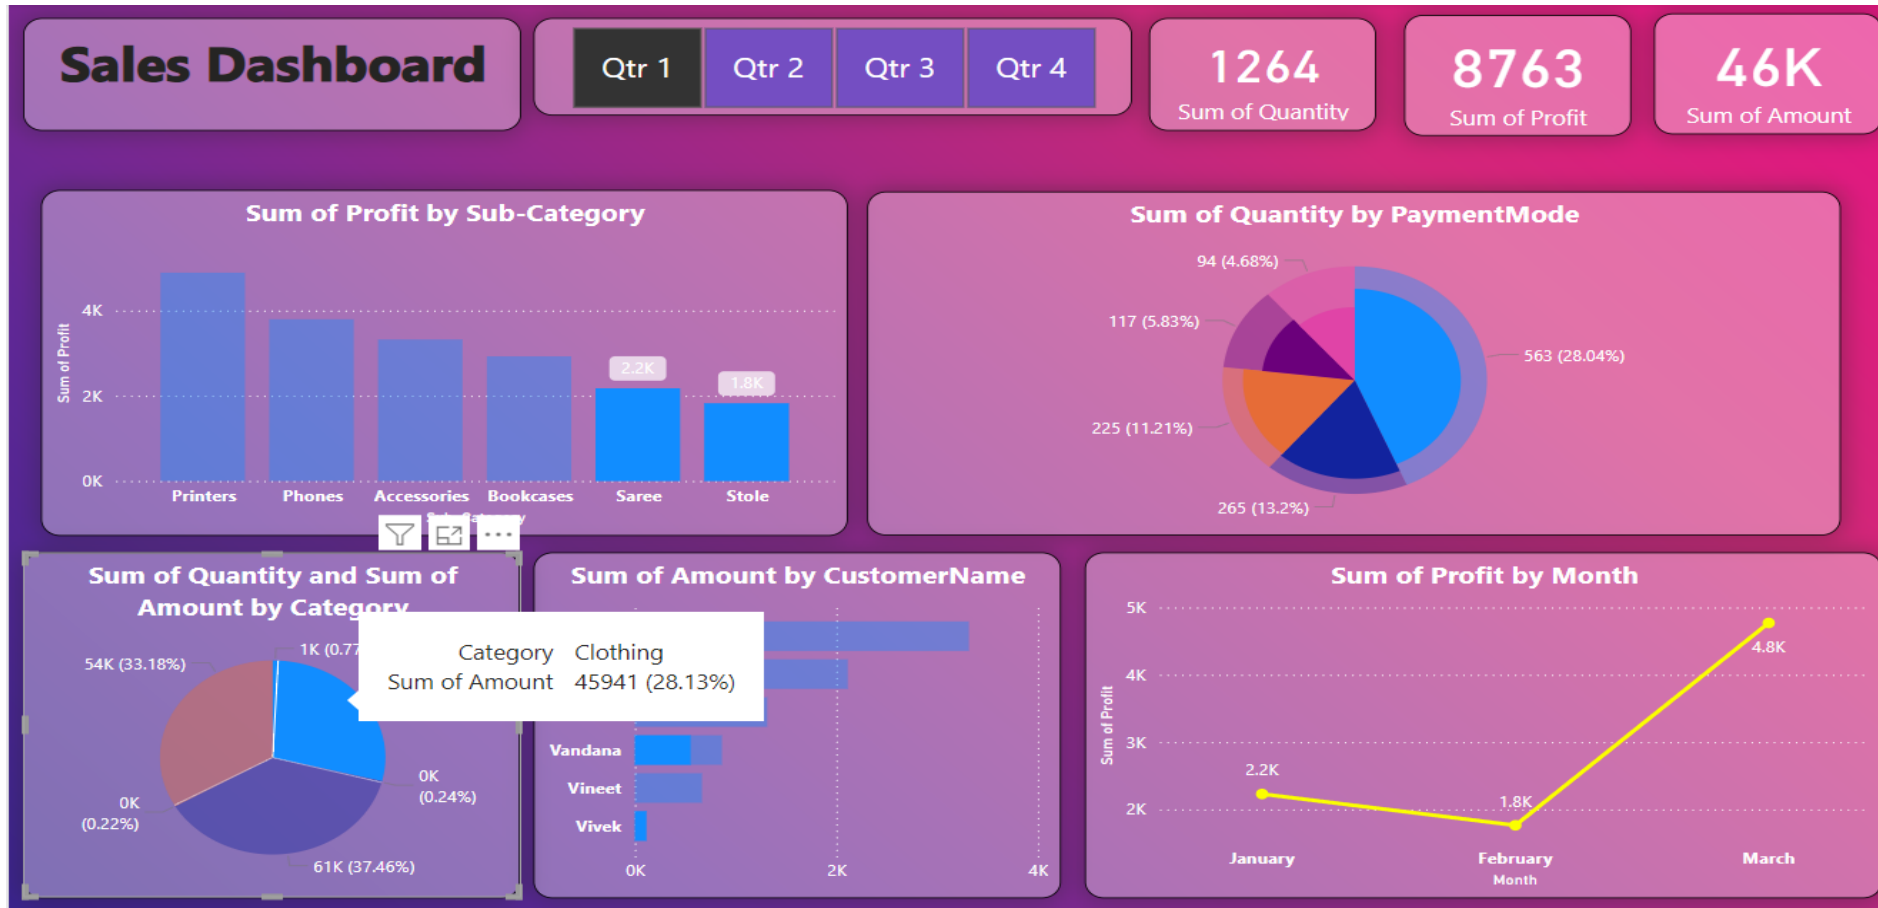 Sales Dashboard
Qtr 1
Qtr 2
Qtr 3
Qtr 4
1264
Sum of Quantity
8763
Sum of Profit
46K
Sum of Amount
Sum of Profit by Sub-Category
Sum of Profit
4K
2K
0K
2.2K
1.8K
Printers
Phones
Accessories
Bookcases
Saree
Stole
Sum of Quantity by PaymentMode
94 (4.68%)
117 (5.83%)
225 (11.21%)
265 (13.2%)
563 (28.04%)
Sum of Quantity and Sum of
Amount by Category
54K (33.18%)
1K (0.77
0K
(0.24%)
0K
(0.22%)
61K (37.46%)
Category Clothing
Sum of Amount 45941 (28.13%)
Sum of Amount by CustomerName
Vandana
Vineet
Vivek
0K
2K
4K
Sum of Profit by Month
Sum of Profit
5K
4K
3K
2K
2.2K
1.8K
4.8K
January
February
March
Month